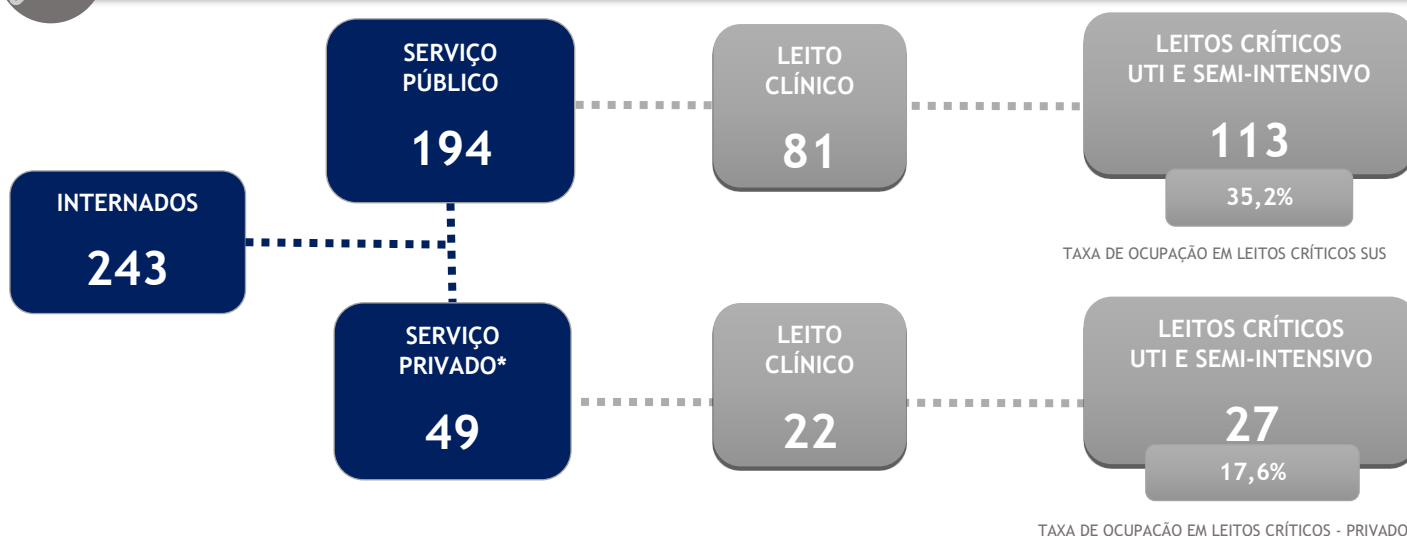 INTERNADOS
243
SERVIÇO
PÚBLICO
194
LEITO
CLÍNICO
81
LEITOS CRÍTICOS
UTI E SEMI-INTENSIVO
113
35,2%
TAXA DE OCUPAÇÃO EM LEITOS CRÍTICOS SUS
SERVIÇO
PRIVADO*
49
LEITO
CLÍNICO
22
LEITOS CRÍTICOS
UTI E SEMI-INTENSIVO
27
17,6%
TAXA DE OCUPAÇÃO EM LEITOS CRÍTICOS - PRIVADO